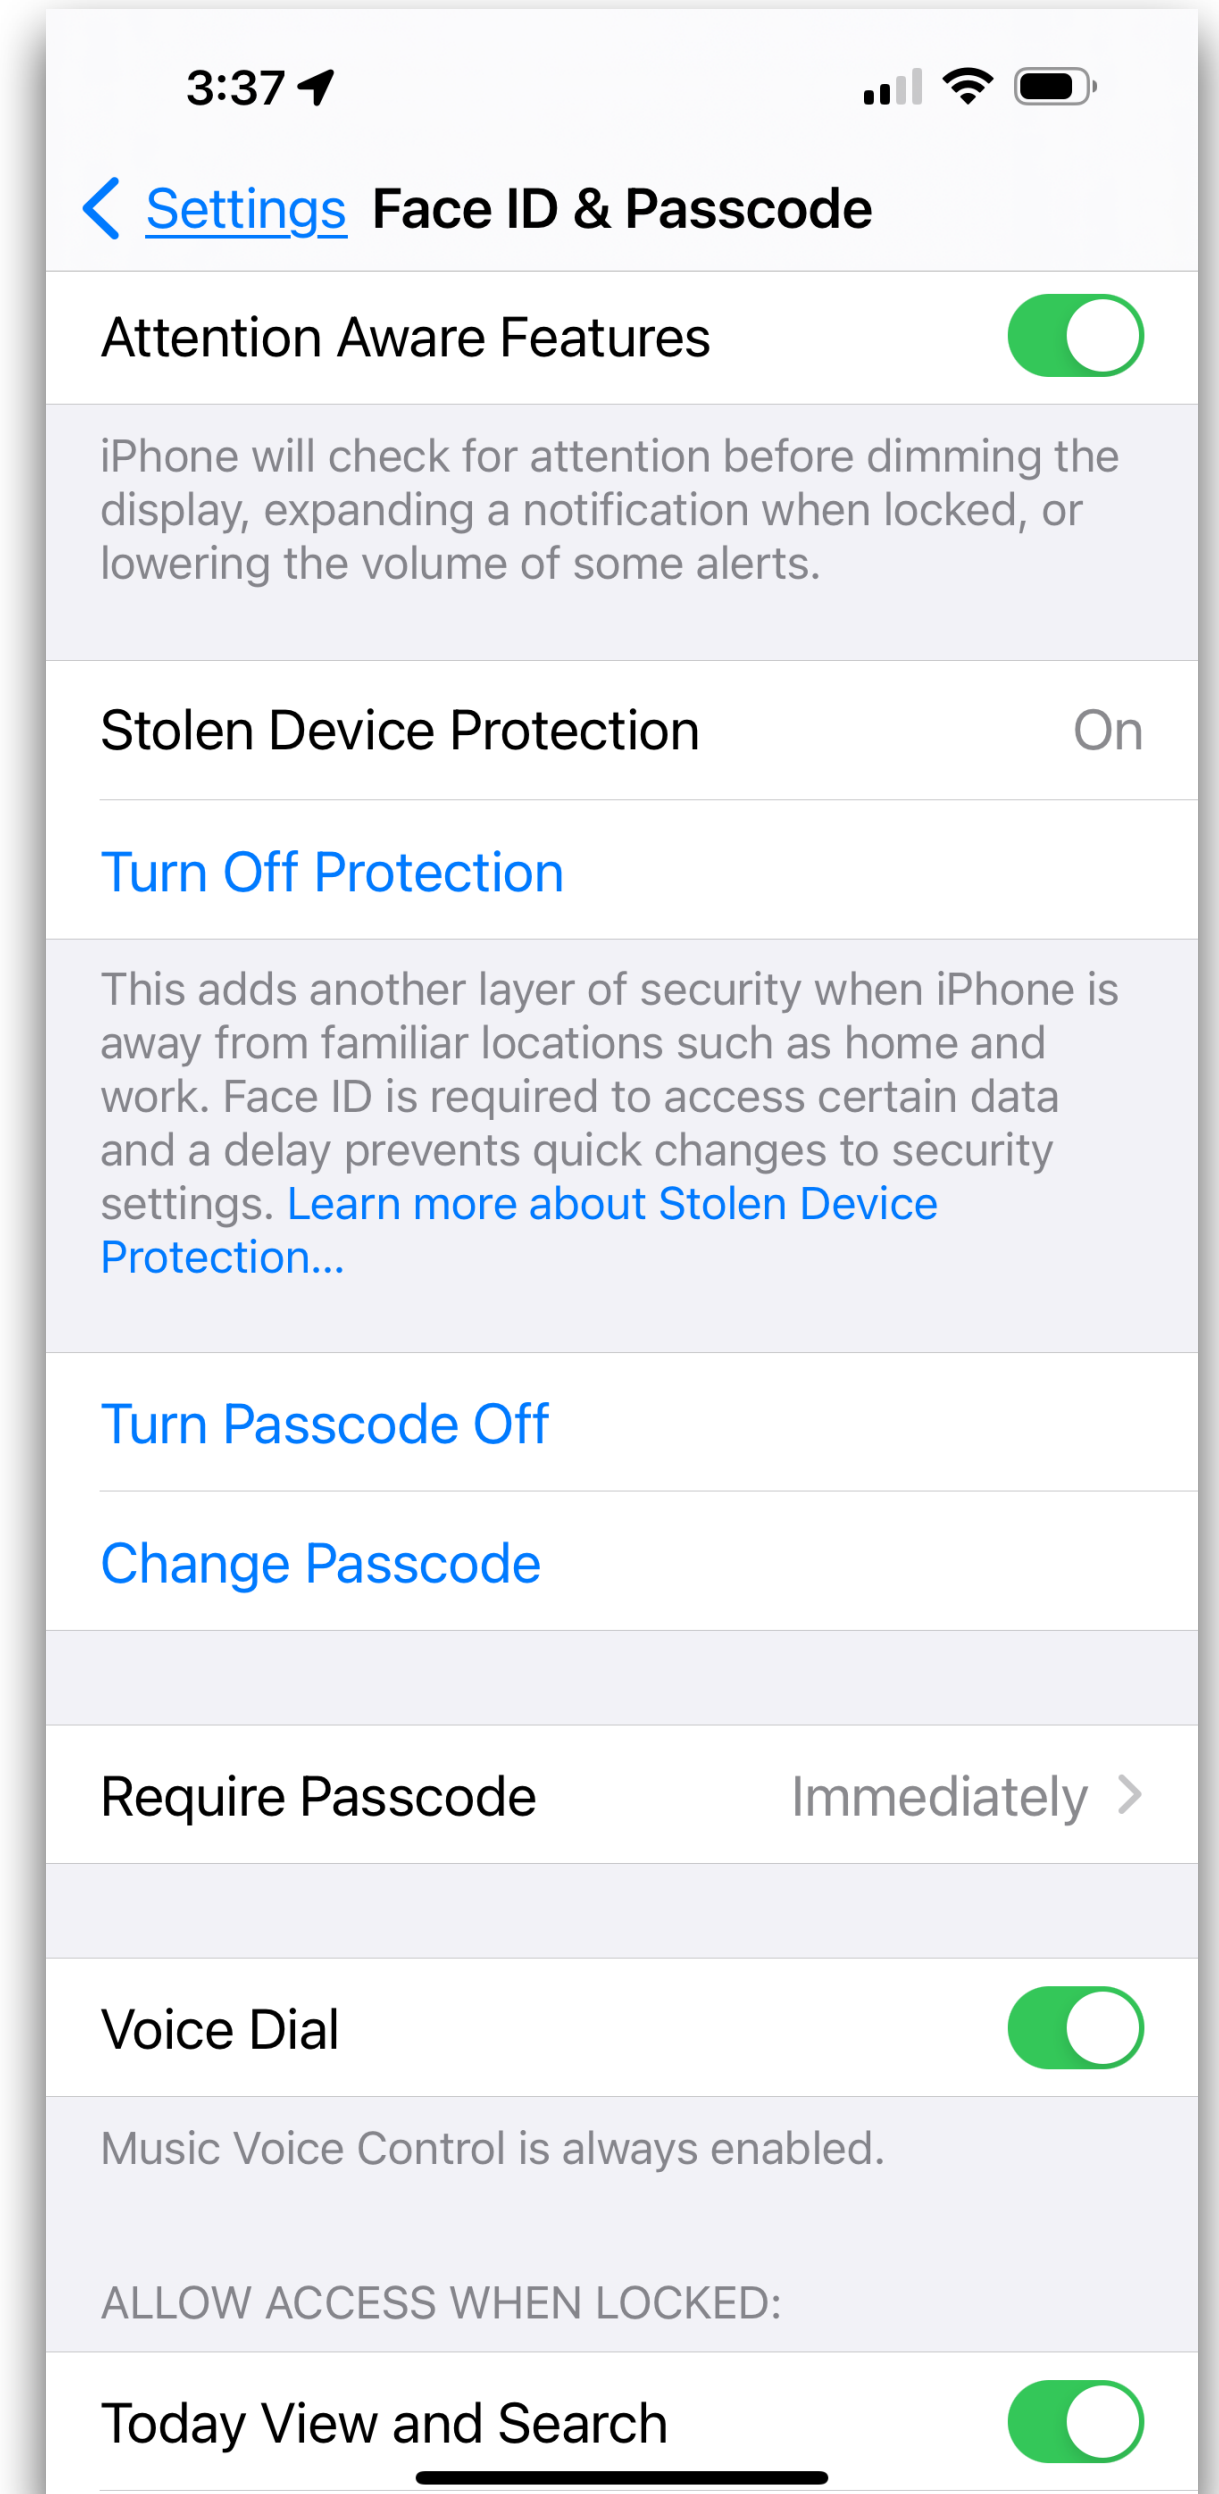 3:37
Settings Face ID & Passcode
Attention Aware Features
iPhone will check for attention before dimming the
display, expanding a notification when locked, or
lowering the volume of some alerts.
Stolen Device Protection On
Turn Off Protection
This adds another layer of security when iPhone is
away from familiar locations such as home and
work. Face ID is required to access certain data
and a delay prevents quick changes to security
settings. Learn more about Stolen Device
Protection...
Turn Passcode Off
Change Passcode
Require Passcode Immediately
Voice Dial
Music Voice Control is always enabled.
ALLOW ACCESS WHEN LOCKED:
Today View and Search